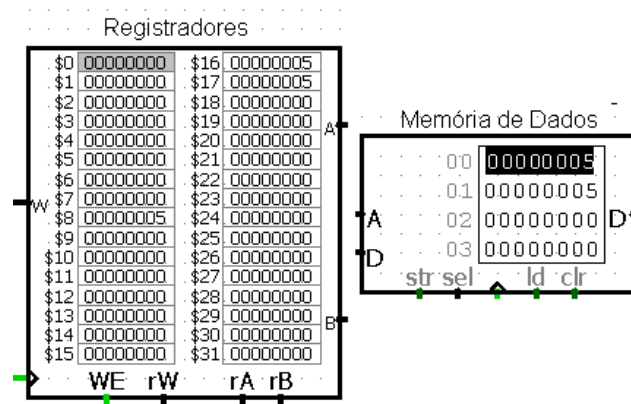 Registradores
$0 00000000 $16 00000005
$1 00000000 $17 00000005
$2 00000000 $18 00000000
$3 00000000 $19 00000000
$4 00000000 $20 00000000
$5 00000000 $21 00000000
$6 00000000 $22 00000000
$7 00000000 $23 00000000
$8 00000005 $24 00000000
$9 00000000 $25 00000000
$10 00000000 $26 00000000
$11 00000000 $27 00000000
$12 00000000 $28 00000000
$13 00000000 $29 00000000
$14 00000000 $30 00000000
$15 00000000 $31 00000000
W
A
B
WE rW rA rB
Memória de Dados
00 00000005
01 00000005
02 00000000
03 00000000
A
D
D
str sel ld clr